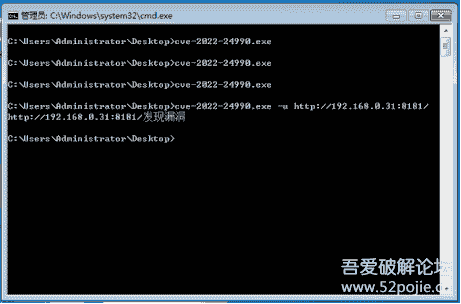 管理员: C:\Windows\system32\cmd.exe
C:\Users\Administrator\Desktop>cve-2022-24990.exe
C:\Users\Administrator\Desktop>cve-2022-24990.exe
C:\Users\Administrator\Desktop>cve-2022-24990.exe
C:\Users\Administrator\Desktop>cve-2022-24990.exe -u http://192.168.0.31:8181/
http://192.168.0.31:8181/发现漏洞
C:\Users\Administrator\Desktop>
吾爱破解论坛
www.52pojie.c